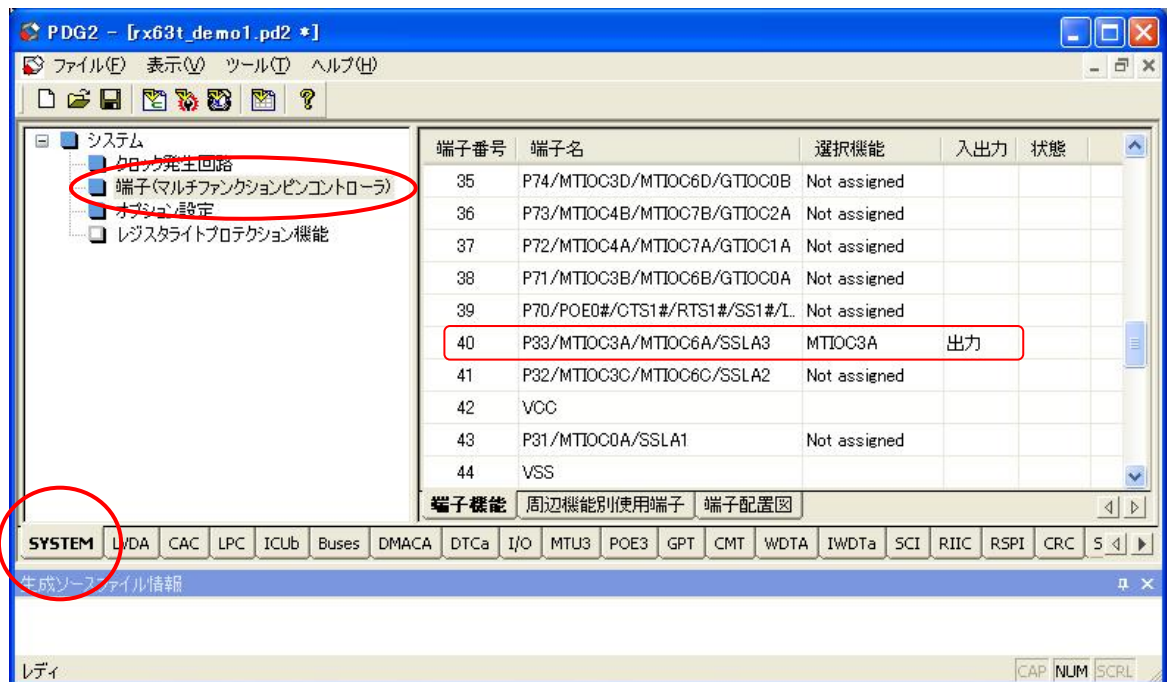 PDG2 - [rx63t_demo1.pd2 *]
ファイル(F) 表示(V) ツール(T) ヘルプ(H)
システム
クロック発生回路
端子(マルチファンクションピンコントローラ)
オプション設定
レジスタライトプロテクション機能
端子番号 端子名 選択機能 入出力 状態
35 P74/MTIOC3D/MTIOC6D/GTIOC0B Not assigned
36 P73/MTIOC4B/MTIOC7B/GTIOC2A Not assigned
37 P72/MTIOC4A/MTIOC7A/GTIOC1A Not assigned
38 P71/MTIOC3B/MTIOC6B/GTIOC0A Not assigned
39 P70/POE0#/CTS1#/RTS1#/SS1#/I.. Not assigned
40 P33/MTIOC3A/MTIOC6A/SSLA3 MTIOC3A 出力
41 P32/MTIOC3C/MTIOC6C/SSLA2 Not assigned
42 VCC
43 P31/MTIOC0A/SSLA1 Not assigned
44 VSS
端子機能 周辺機能別使用端子 端子配置図
SYSTEM LVDA CAC LPC ICUb Buses DMACA DTCa I/O MTU3 POE3 GPT CMT WDTA IWDTa SCI RIIC RSPI CRC S
生成ソースファイル情報
レディ CAP NUM SCRL